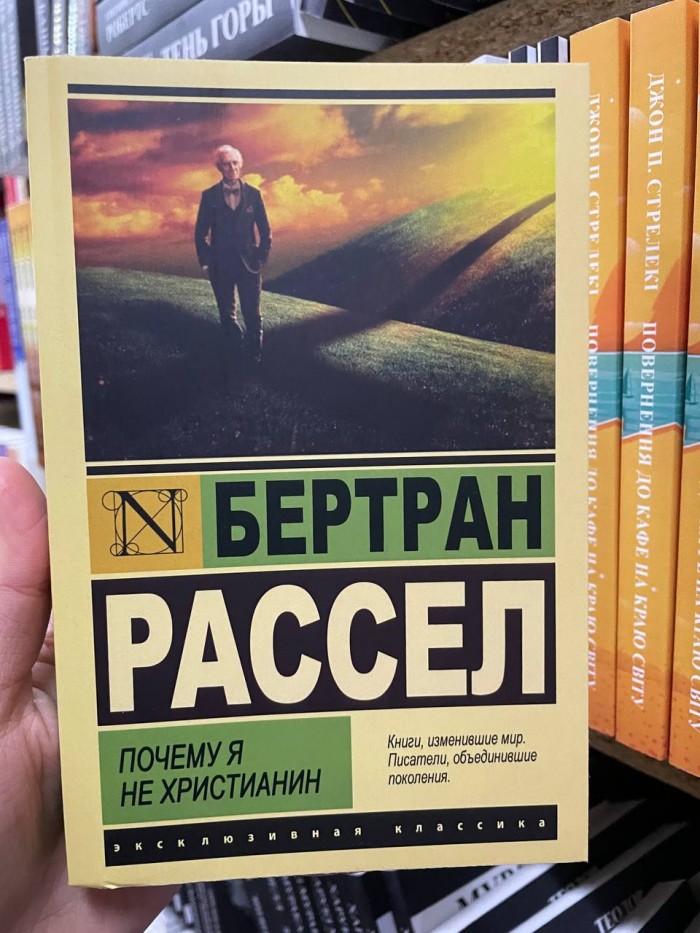 ДЕНЬ ГОРЫ
N
БЕРТРАН
РАССЕЛ
ПОЧЕМУ Я
НЕ ХРИСТИАНИН
Книги, изменившие мир.
Писатели, объединившие
поколения.
эксклюзивная классика
ДЖОН П. СТРЕЛЕКІ ПОВЕРНЕННЯ ДО КАФЕ НА КРАЮ СВІТУ
ДЖОН П. СТРЕЛЕКІ ПОВЕРНЕННЯ ДО КАФЕ НА КРАЮ СВІТУ